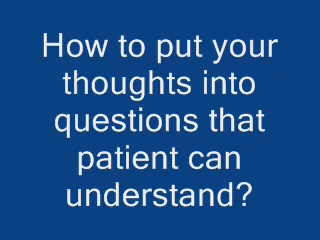 How to put your
thoughts into
questions that
patient can
understand?